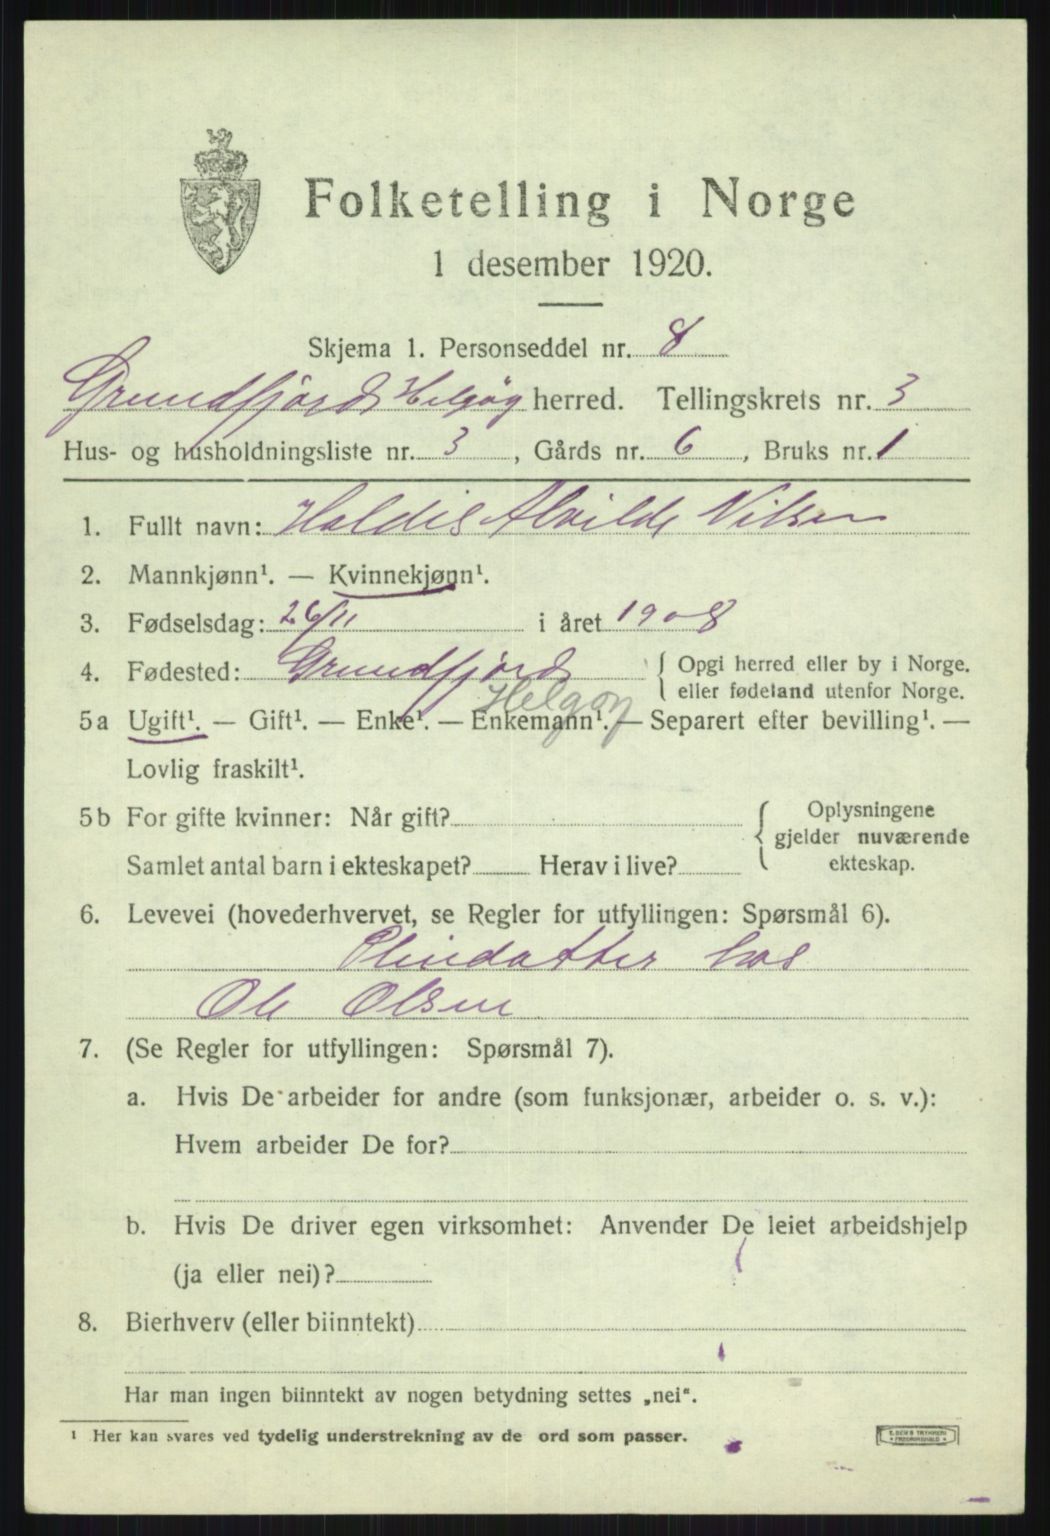 Folketelling i Norge
1 desember 1920.
Skjema 1. Personseddel nr. 8
Grundfjord Helgøy herred. Tellingskrets nr. 3
Hus- og husholdningsliste nr. 3, Gårds nr. 6, Bruks nr. 1
1. Fullt navn: Haldis Alvilde Nilsen
2. Mannkjønn¹. — Kvinnekjønn¹.
3. Fødselsdag: 26/11 i året 1908
4. Fødested: Grundfjord { Opgi herred eller by i Norge.
Helgøy eller fødeland utenfor Norge.
5a Ugift¹. — Gift¹. — Enke¹. — Enkemann¹. — Separert efter bevilling¹. —
Lovlig fraskilt¹.
5b For gifte kvinner: Når gift? { Oplysningene
gjelder nuværende
Samlet antal barn i ekteskapet? Herav i live? ekteskap.
6. Levevei (hovederhvervet, se Regler for utfyllingen: Spørsmål 6).
Pleiedatter hos
Ole Olsen
7. (Se Regler for utfyllingen: Spørsmål 7).
a. Hvis De arbeider for andre (som funksjonær, arbeider o. s. v.):
Hvem arbeider De for?
b. Hvis De driver egen virksomhet: Anvender De leiet arbeidshjelp
(ja eller nei)?
8. Bierhverv (eller biinntekt)
Har man ingen biinntekt av nogen betydning settes „nei".
¹ Her kan svares ved tydelig understrekning av de ord som passer.